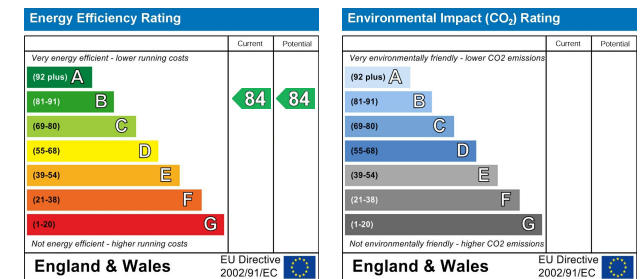 Energy Efficiency Rating
Current Potential
Very energy efficient - lower running costs
(92 plus) A
(81-91) B 84 84
(69-80) C
(55-68) D
(39-54) E
(21-38) F
(1-20) G
Not energy efficient - higher running costs
England & Wales
EU Directive
2002/91/EC
Environmental Impact (CO₂) Rating
Current Potential
Very environmentally friendly - lower CO2 emissions
(92 plus) A
(81-91) B
(69-80) C
(55-68) D
(39-54) E
(21-38) F
(1-20) G
Not environmentally friendly - higher CO2 emissions
England & Wales
EU Directive
2002/91/EC